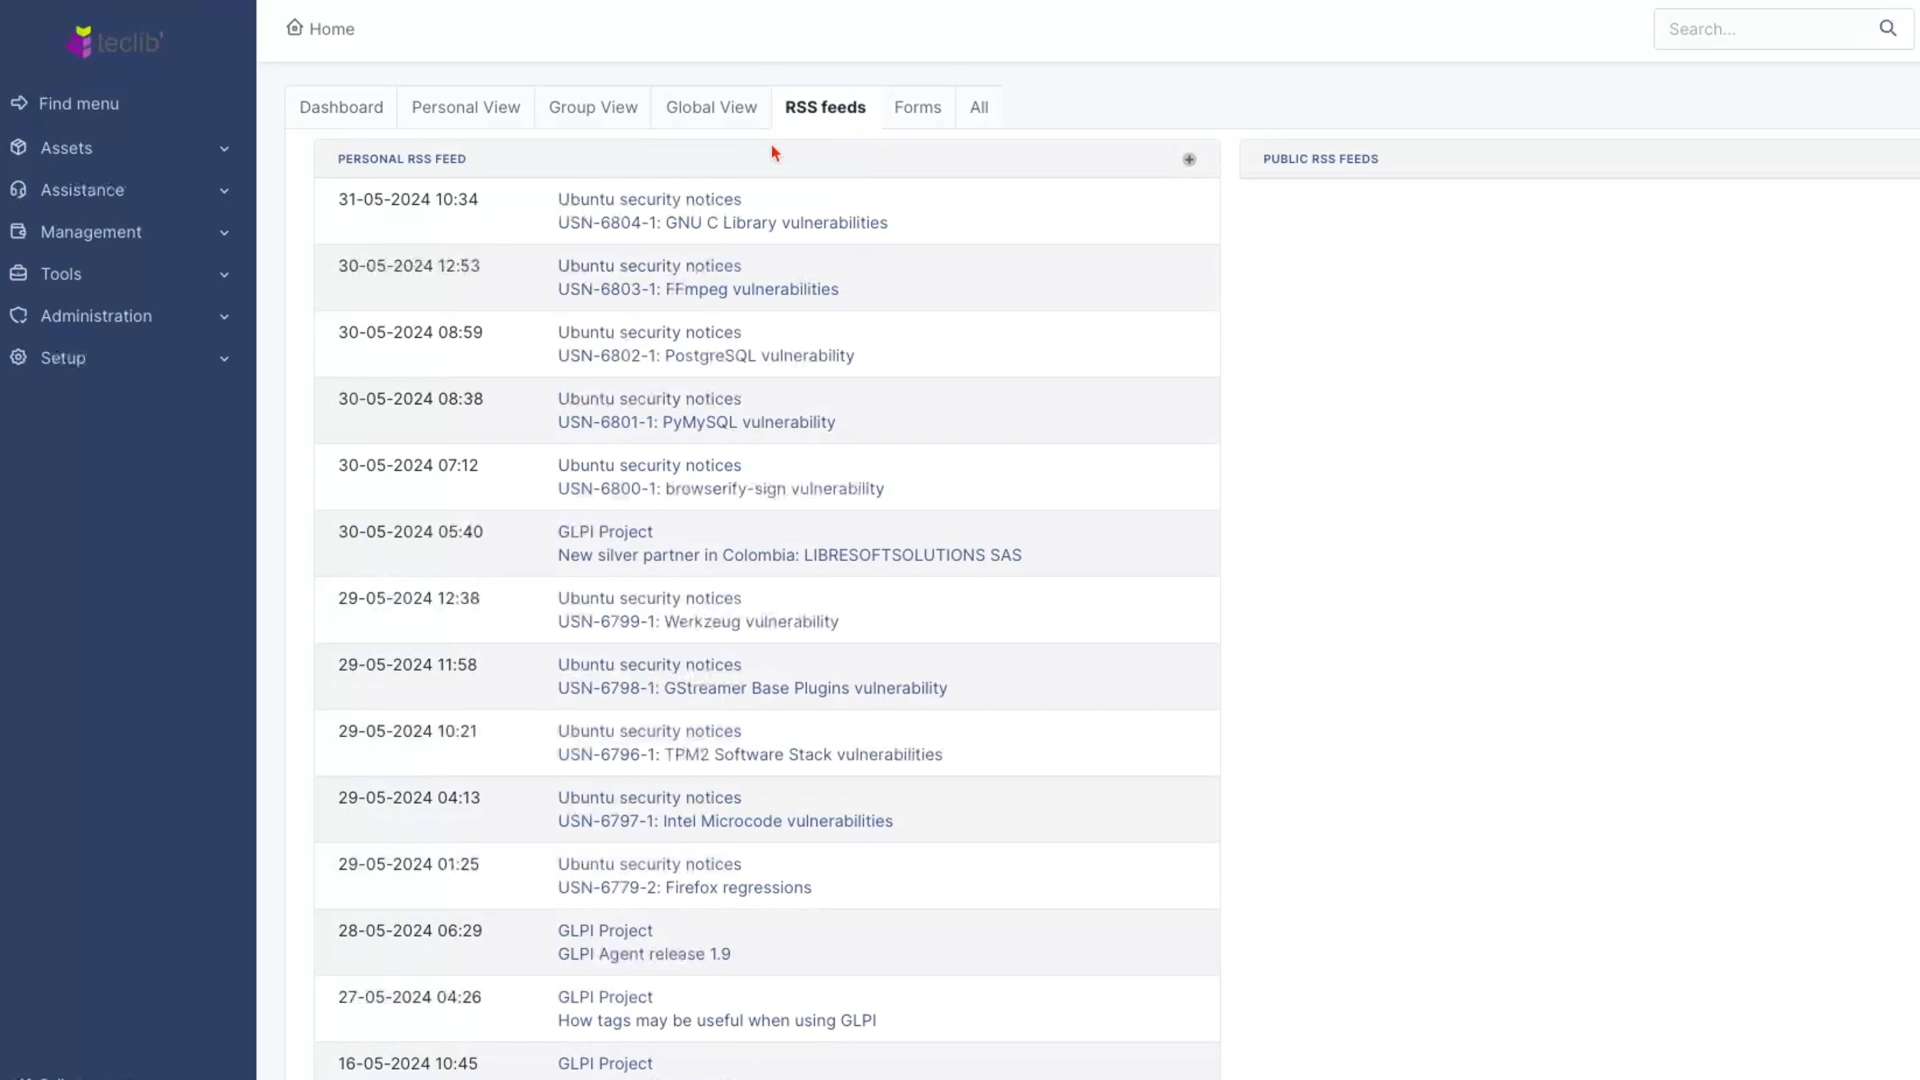 teclib'
Home
Search...
Find menu
Assets
Assistance
Management
Tools
Administration
Setup
Dashboard
Personal View
Group View
Global View
RSS feeds
Forms
All
PERSONAL RSS FEED
31-05-2024 10:34
Ubuntu security notices
USN-6804-1: GNU C Library vulnerabilities
30-05-2024 12:53
Ubuntu security notices
USN-6803-1: FFmpeg vulnerabilities
30-05-2024 08:59
Ubuntu security notices
USN-6802-1: PostgreSQL vulnerability
30-05-2024 08:38
Ubuntu security notices
USN-6801-1: PyMySQL vulnerability
30-05-2024 07:12
Ubuntu security notices
USN-6800-1: browserify-sign vulnerability
30-05-2024 05:40
GLPI Project
New silver partner in Colombia: LIBRESOFTSOLUTIONS SAS
29-05-2024 12:38
Ubuntu security notices
USN-6799-1: Werkzeug vulnerability
29-05-2024 11:58
Ubuntu security notices
USN-6798-1: GStreamer Base Plugins vulnerability
29-05-2024 10:21
Ubuntu security notices
USN-6796-1: TPM2 Software Stack vulnerabilities
29-05-2024 04:13
Ubuntu security notices
USN-6797-1: Intel Microcode vulnerabilities
29-05-2024 01:25
Ubuntu security notices
USN-6779-2: Firefox regressions
28-05-2024 06:29
GLPI Project
GLPI Agent release 1.9
27-05-2024 04:26
GLPI Project
How tags may be useful when using GLPI
16-05-2024 10:45
GLPI Project
PUBLIC RSS FEEDS